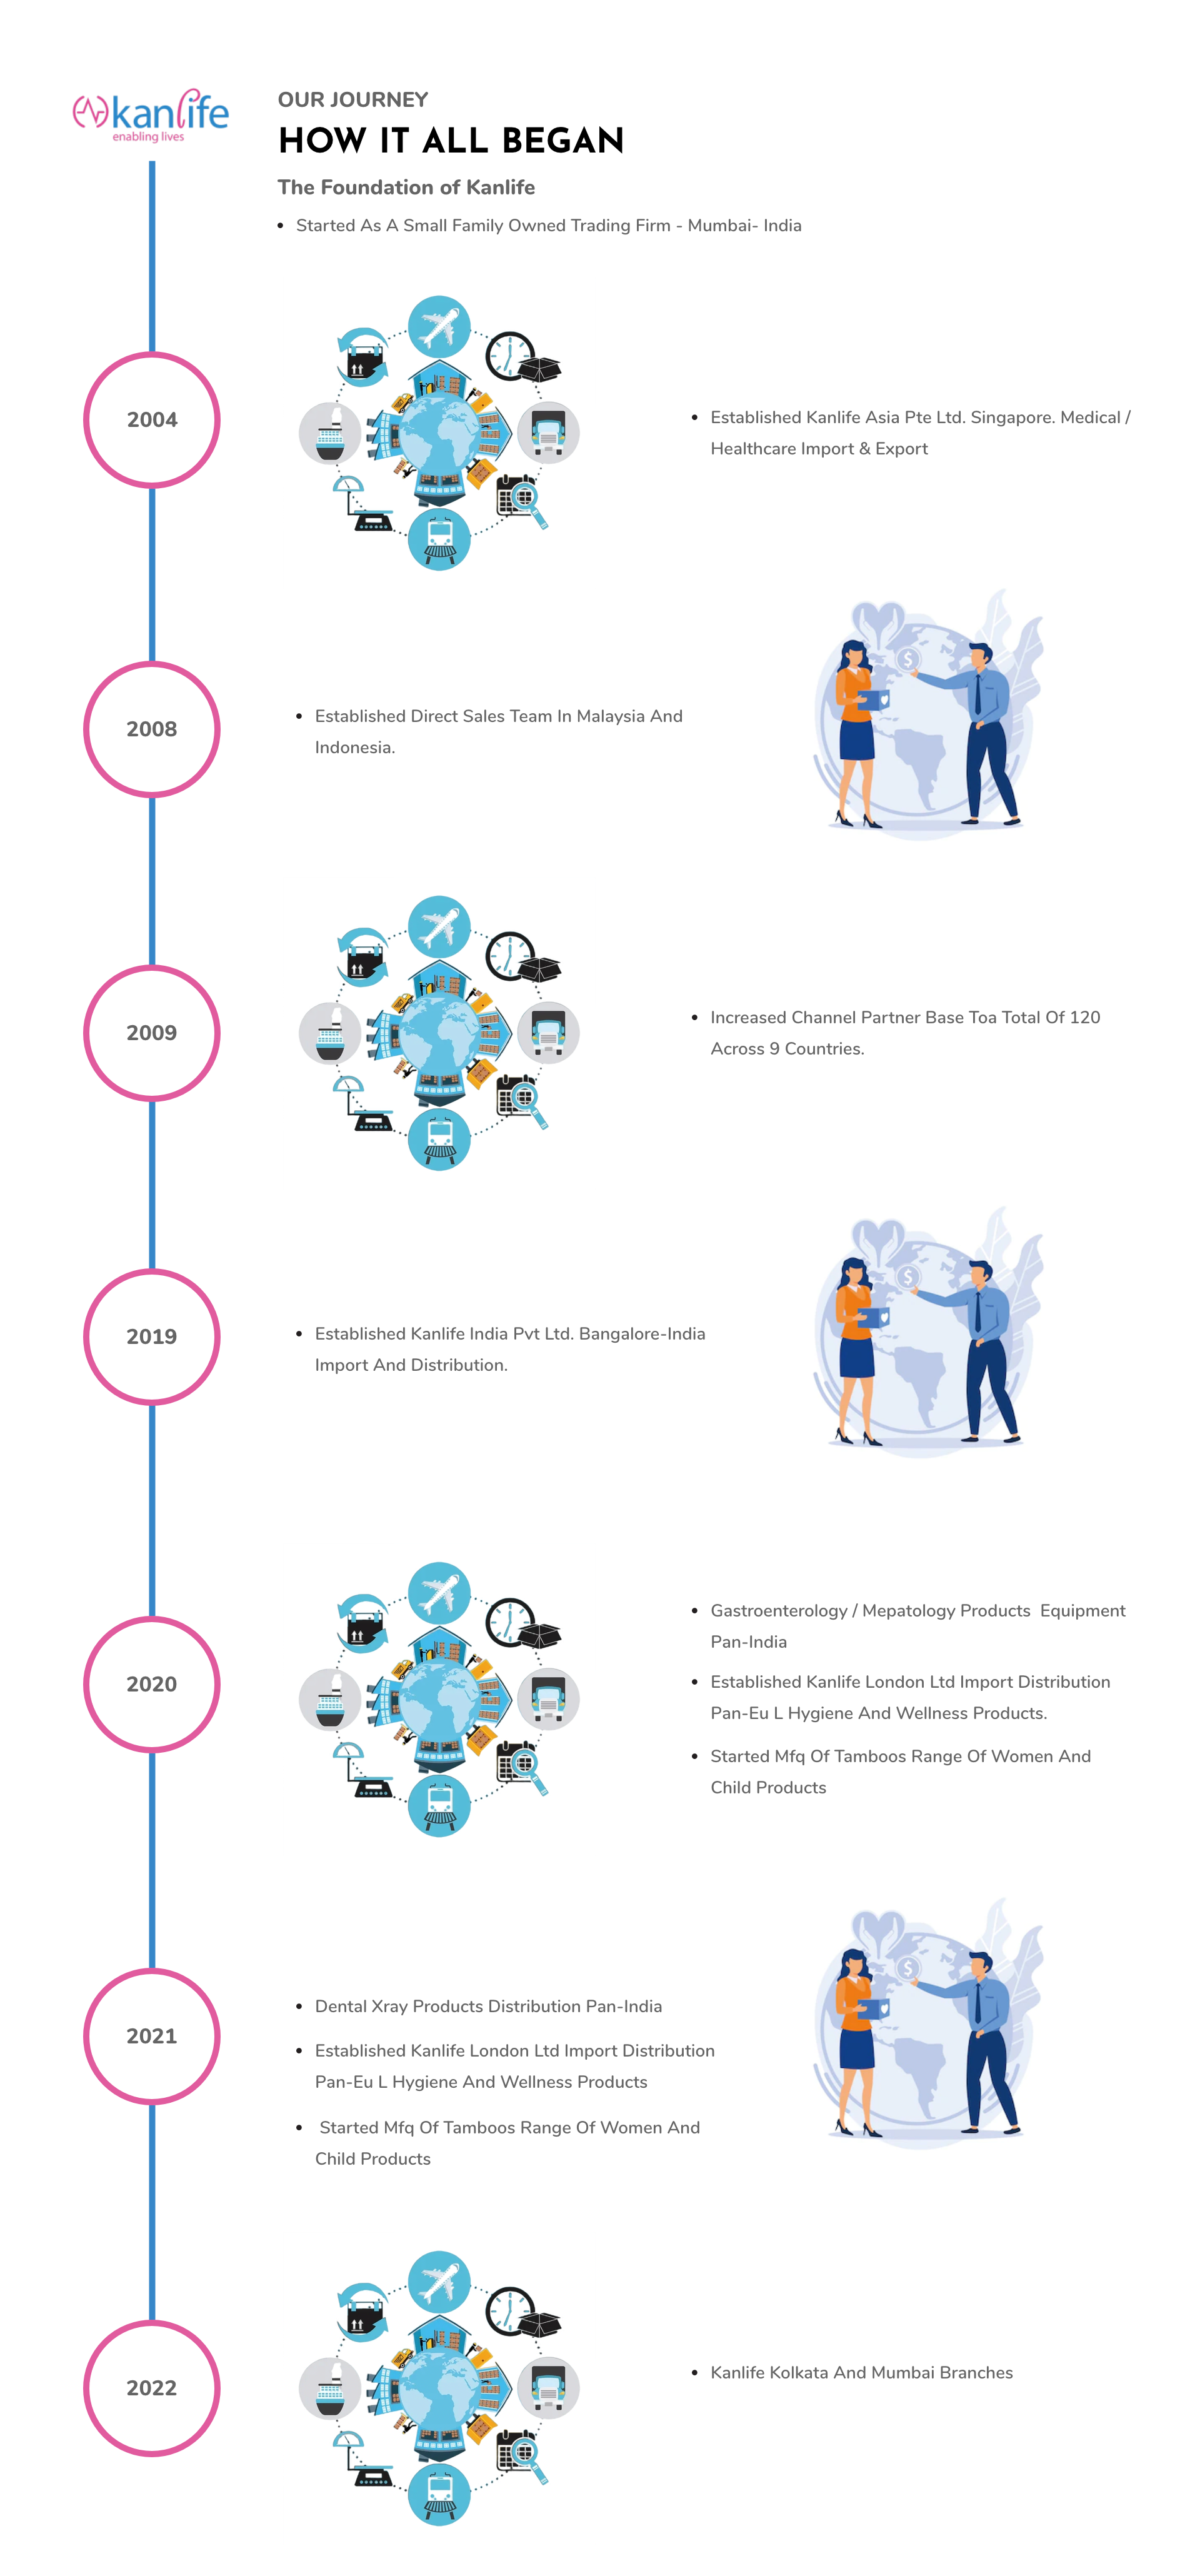 kanlife
enabling lives
OUR JOURNEY
HOW IT ALL BEGAN
The Foundation of Kanlife
• Started As A Small Family Owned Trading Firm - Mumbai- India
2004
• Established Kanlife Asia Pte Ltd. Singapore. Medical /
Healthcare Import & Export
2008
• Established Direct Sales Team In Malaysia And
Indonesia.
$
2009
• Increased Channel Partner Base Toa Total Of 120
Across 9 Countries.
2019
• Established Kanlife India Pvt Ltd. Bangalore-India
Import And Distribution.
$
2020
• Gastroenterology / Mepatology Products  Equipment
Pan-India
• Established Kanlife London Ltd Import Distribution
Pan-Eu L Hygiene And Wellness Products.
• Started Mfq Of Tamboos Range Of Women And
Child Products
2021
• Dental Xray Products Distribution Pan-India
• Established Kanlife London Ltd Import Distribution
Pan-Eu L Hygiene And Wellness Products
• Started Mfq Of Tamboos Range Of Women And
Child Products
$
2022
• Kanlife Kolkata And Mumbai Branches